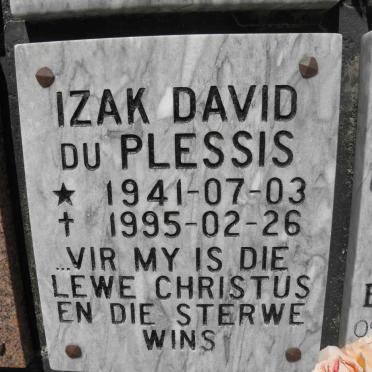 IZAK DAVID
DU PLESSIS
★ 1941-07-03
† 1995-02-26
...VIR MY IS DIE
LEWE CHRISTUS
EN DIE STERWE
WINS